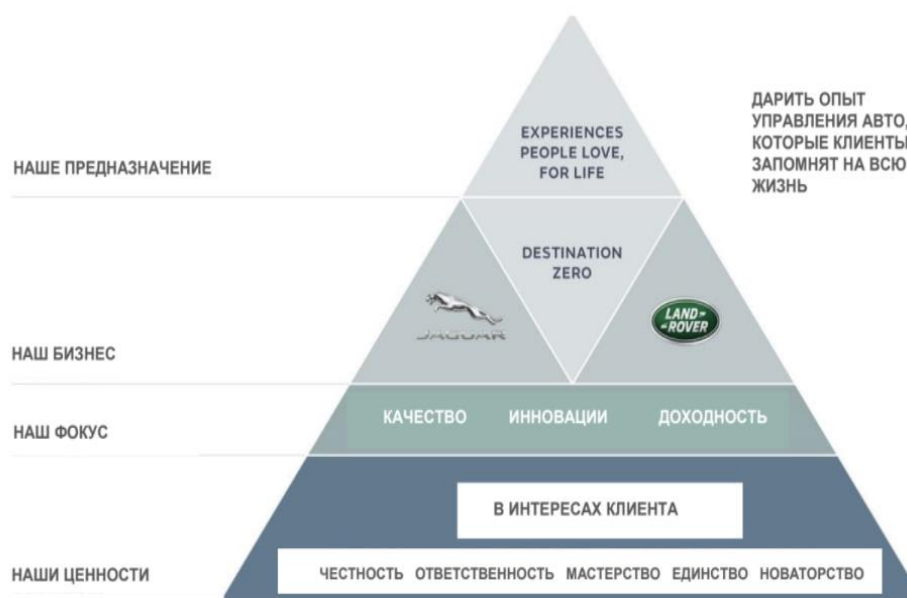 EXPERIENCES
PEOPLE LOVE,
FOR LIFE
ДАРИТЬ ОПЫТ
УПРАВЛЕНИЯ АВТО,
КОТОРЫЕ КЛИЕНТЫ
ЗАПОМНЯТ НА ВСЮ
ЖИЗНЬ
НАШЕ ПРЕДНАЗНАЧЕНИЕ
DESTINATION
ZERO
JAGUAR
LAND-
-ROVER
НАШ БИЗНЕС
НАШ ФОКУС
КАЧЕСТВО ИННОВАЦИИ ДОХОДНОСТЬ
В ИНТЕРЕСАХ КЛИЕНТА
НАШИ ЦЕННОСТИ
ЧЕСТНОСТЬ ОТВЕТСТВЕННОСТЬ МАСТЕРСТВО ЕДИНСТВО НОВАТОРСТВО